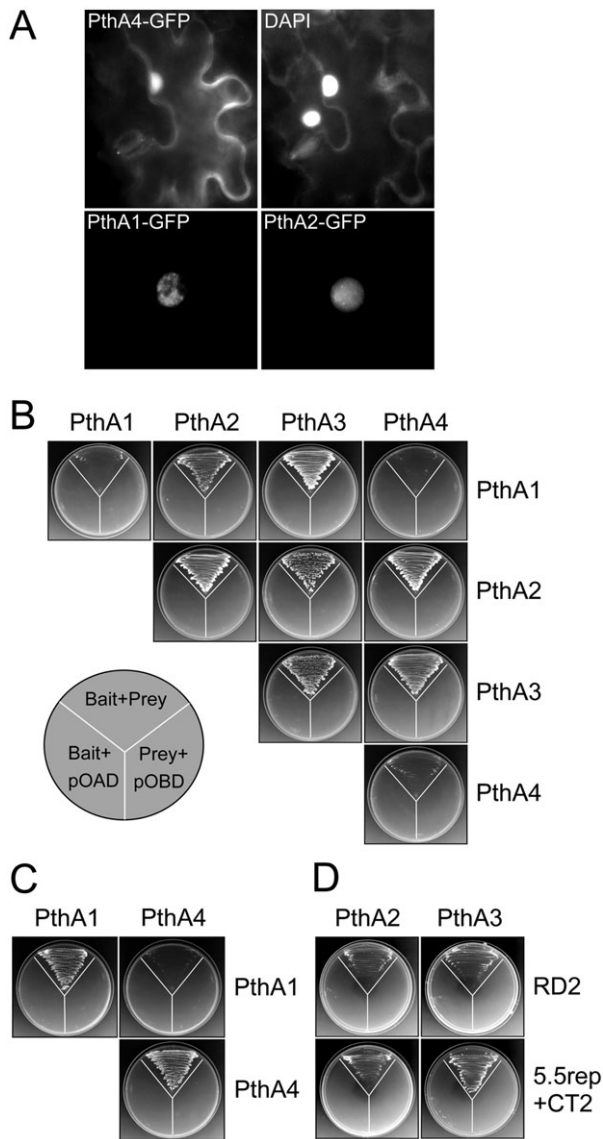 A
PthA4-GFP DAPI
PthA1-GFP PthA2-GFP
B
PthA1 PthA2 PthA3 PthA4
PthA1
PthA2
PthA3
PthA4
Bait+Prey
Bait+ Prey+
pOAD pOBD
C
PthA1 PthA4
PthA1
PthA4
D
PthA2 PthA3
RD2
5.5rep
+CT2